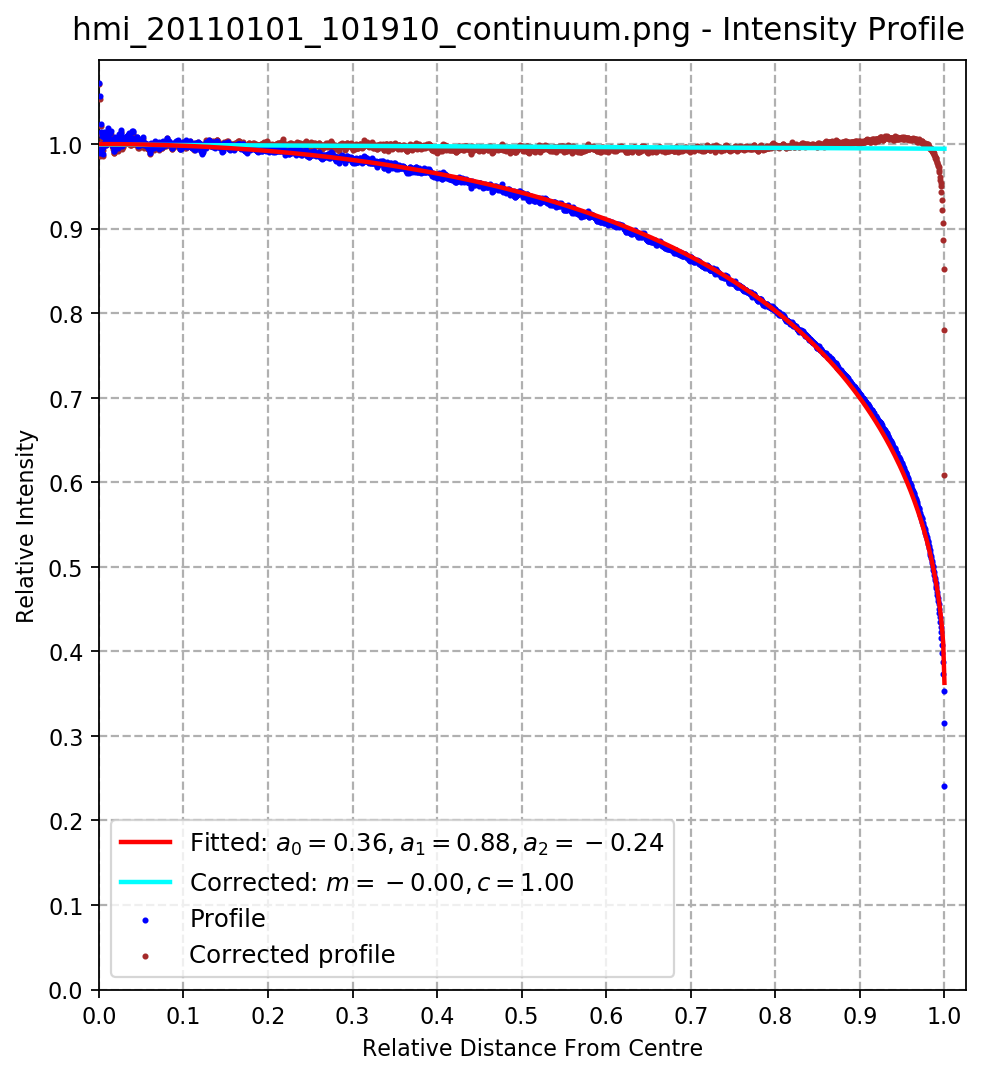 hmi_20110101_101910_continuum.png - Intensity Profile
Relative Intensity
1.0
0.9
0.8
0.7
0.6
0.5
0.4
0.3
0.2
0.1
0.0
Fitted: a₀ = 0.36, a₁ = 0.88, a₂ = −0.24
Corrected: m = −0.00, c = 1.00
Profile
Corrected profile
0.0 0.1 0.2 0.3 0.4 0.5 0.6 0.7 0.8 0.9 1.0
Relative Distance From Centre